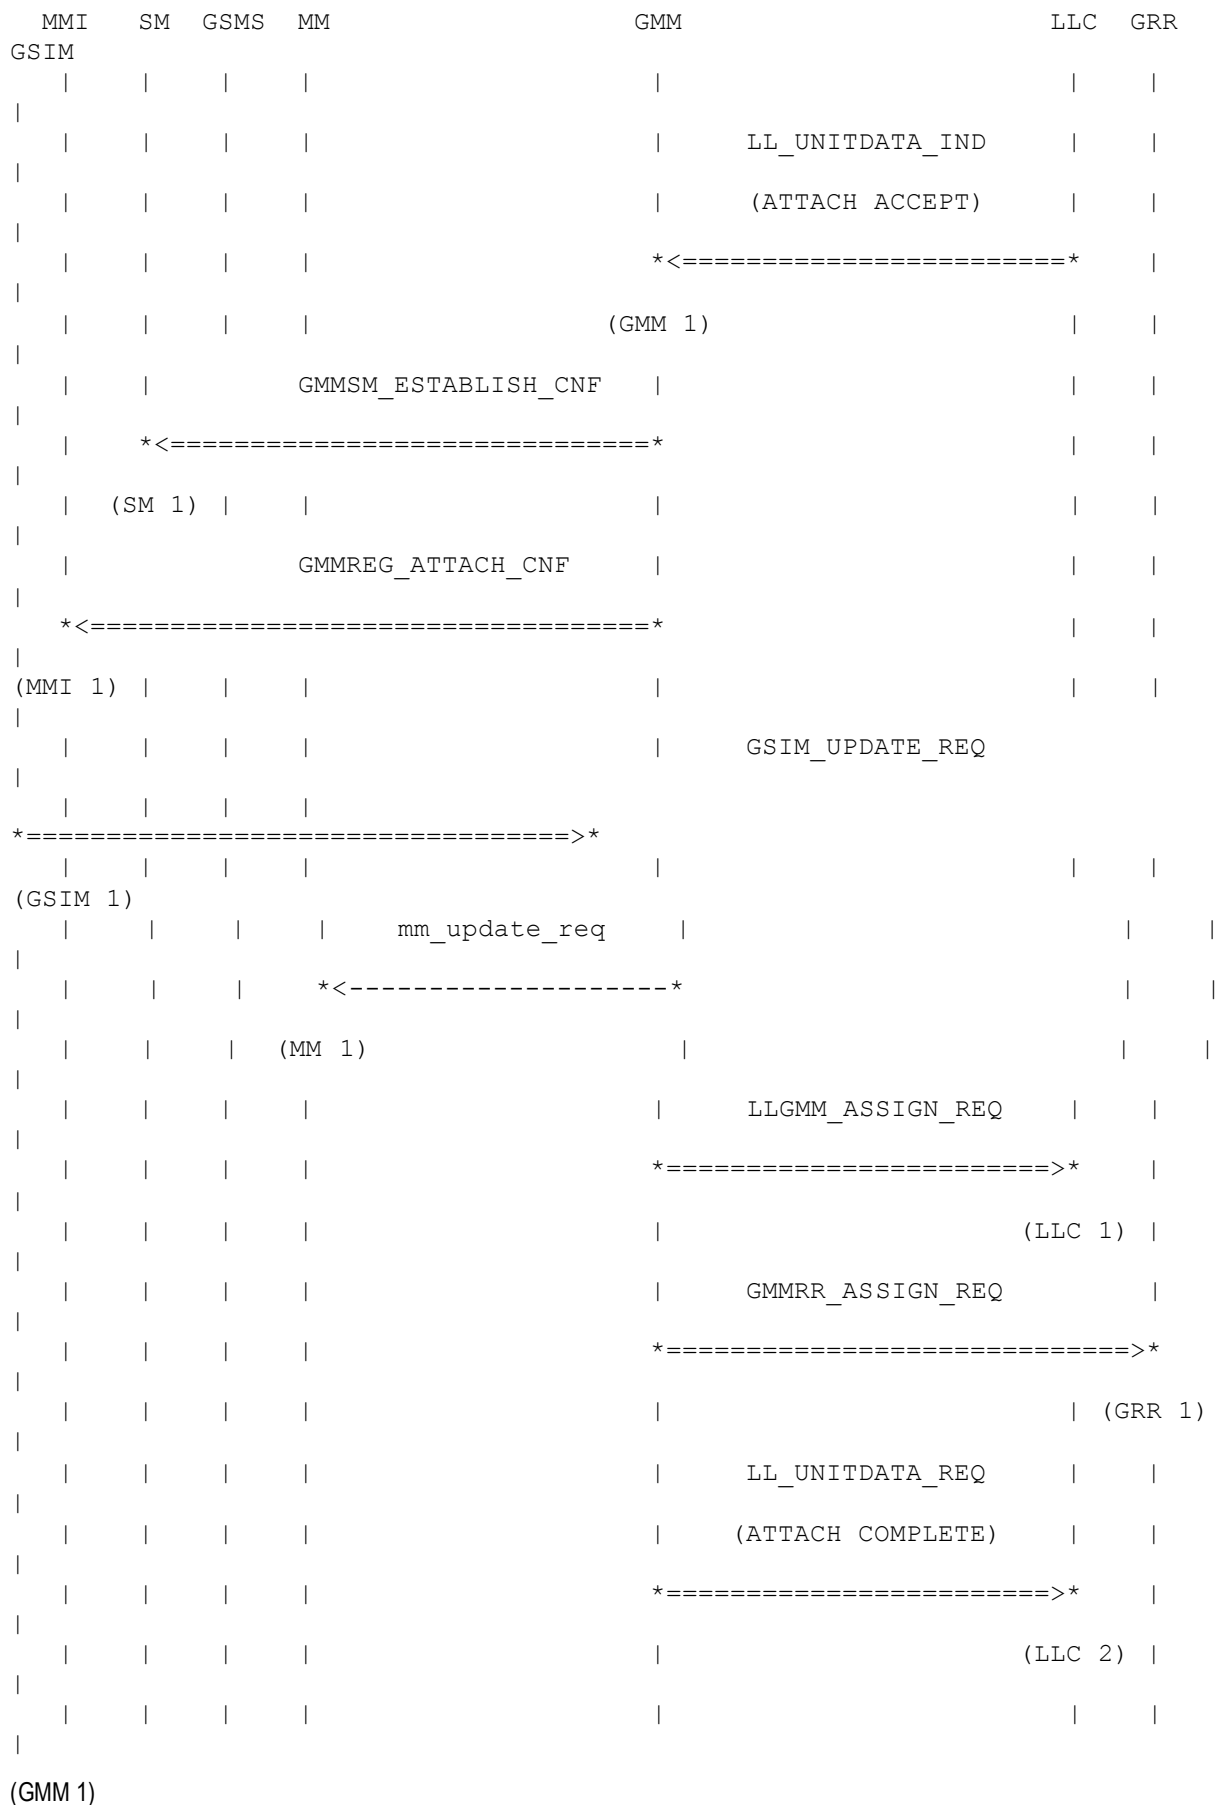 MMI   SM  GSMS  MM                   GMM                       LLC  GRR
GSIM
   |    |    |    |                     |                         |    |
|
   |    |    |    |                     |     LL_UNITDATA_IND     |    |
|
   |    |    |    |                     |     (ATTACH ACCEPT)     |    |
|
   |    |    |    |                     *<========================*    |
|
   |    |    |    |                  (GMM 1)                      |    |
|
   |    |         GMMSM_ESTABLISH_CNF   |                         |    |
|
   |    *<==============================*                         |    |
|
   |  (SM 1) |    |                     |                         |    |
|
   |              GMMREG_ATTACH_CNF     |                         |    |
|
   *<===================================*                         |    |
|
(MMI 1) |    |    |                     |                         |    |
|
   |    |    |    |                     |     GSIM_UPDATE_REQ
|
   |    |    |    |
*==================================>*
   |    |    |    |                     |                         |    |
(GSIM 1)
   |    |    |    |    mm_update_req    |                           |    |
|
   |    |    |    *<--------------------*                           |    |
|
   |    |    |  (MM 1)                   |                          |    |
|
   |    |    |    |                     |     LLGMM_ASSIGN_REQ    |    |
|
   |    |    |    |                     *========================>*    |
|
   |    |    |    |                     |                      (LLC 1) |
|
   |    |    |    |                     |     GMMRR_ASSIGN_REQ         |
|
   |    |    |    |                     *=============================>*
|
   |    |    |    |                     |                         | (GRR 1)
|
   |    |    |    |                     |     LL_UNITDATA_REQ     |    |
|
   |    |    |    |                     |    (ATTACH COMPLETE)    |    |
|
   |    |    |    |                     *========================>*    |
|
   |    |    |    |                     |                      (LLC 2) |
|
   |    |    |    |                     |                         |    |
|
(GMM 1)